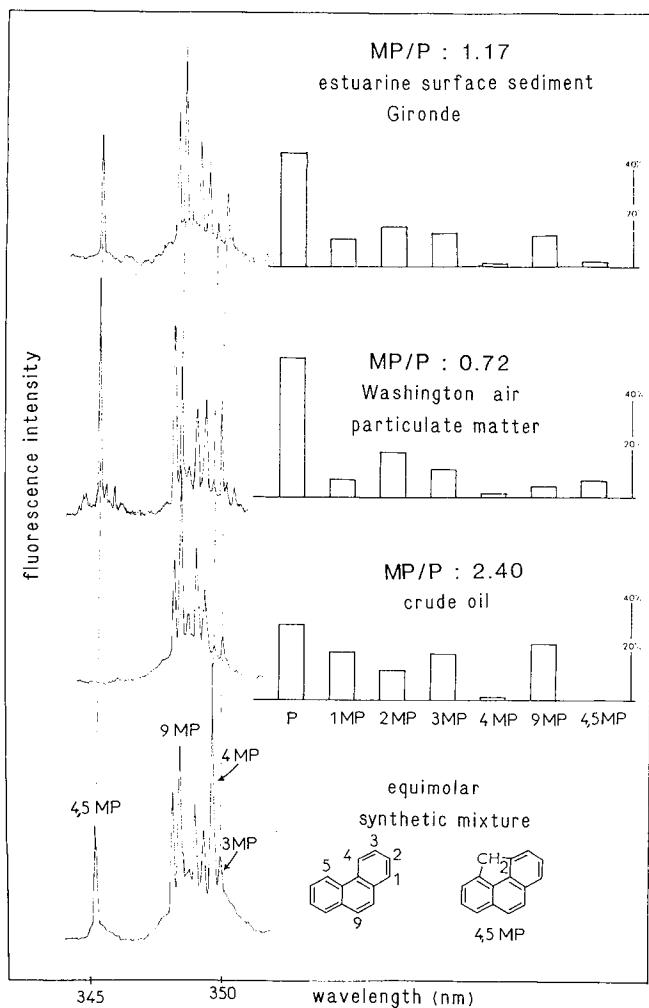 MP/P : 1.17
estuarine surface sediment
Gironde
40%
20%
MP/P : 0.72
Washington air
particulate matter
40%
20%
MP/P : 2.40
crude oil
40%
20%
P 1MP 2MP 3MP 4MP 9MP 4,5MP
fluorescence intensity
9 MP
4 MP
4,5 MP
3MP
equimolar
synthetic mixture
3
4 2
5 1
9
CH2
4,5 MP
345 350 wavelength (nm)